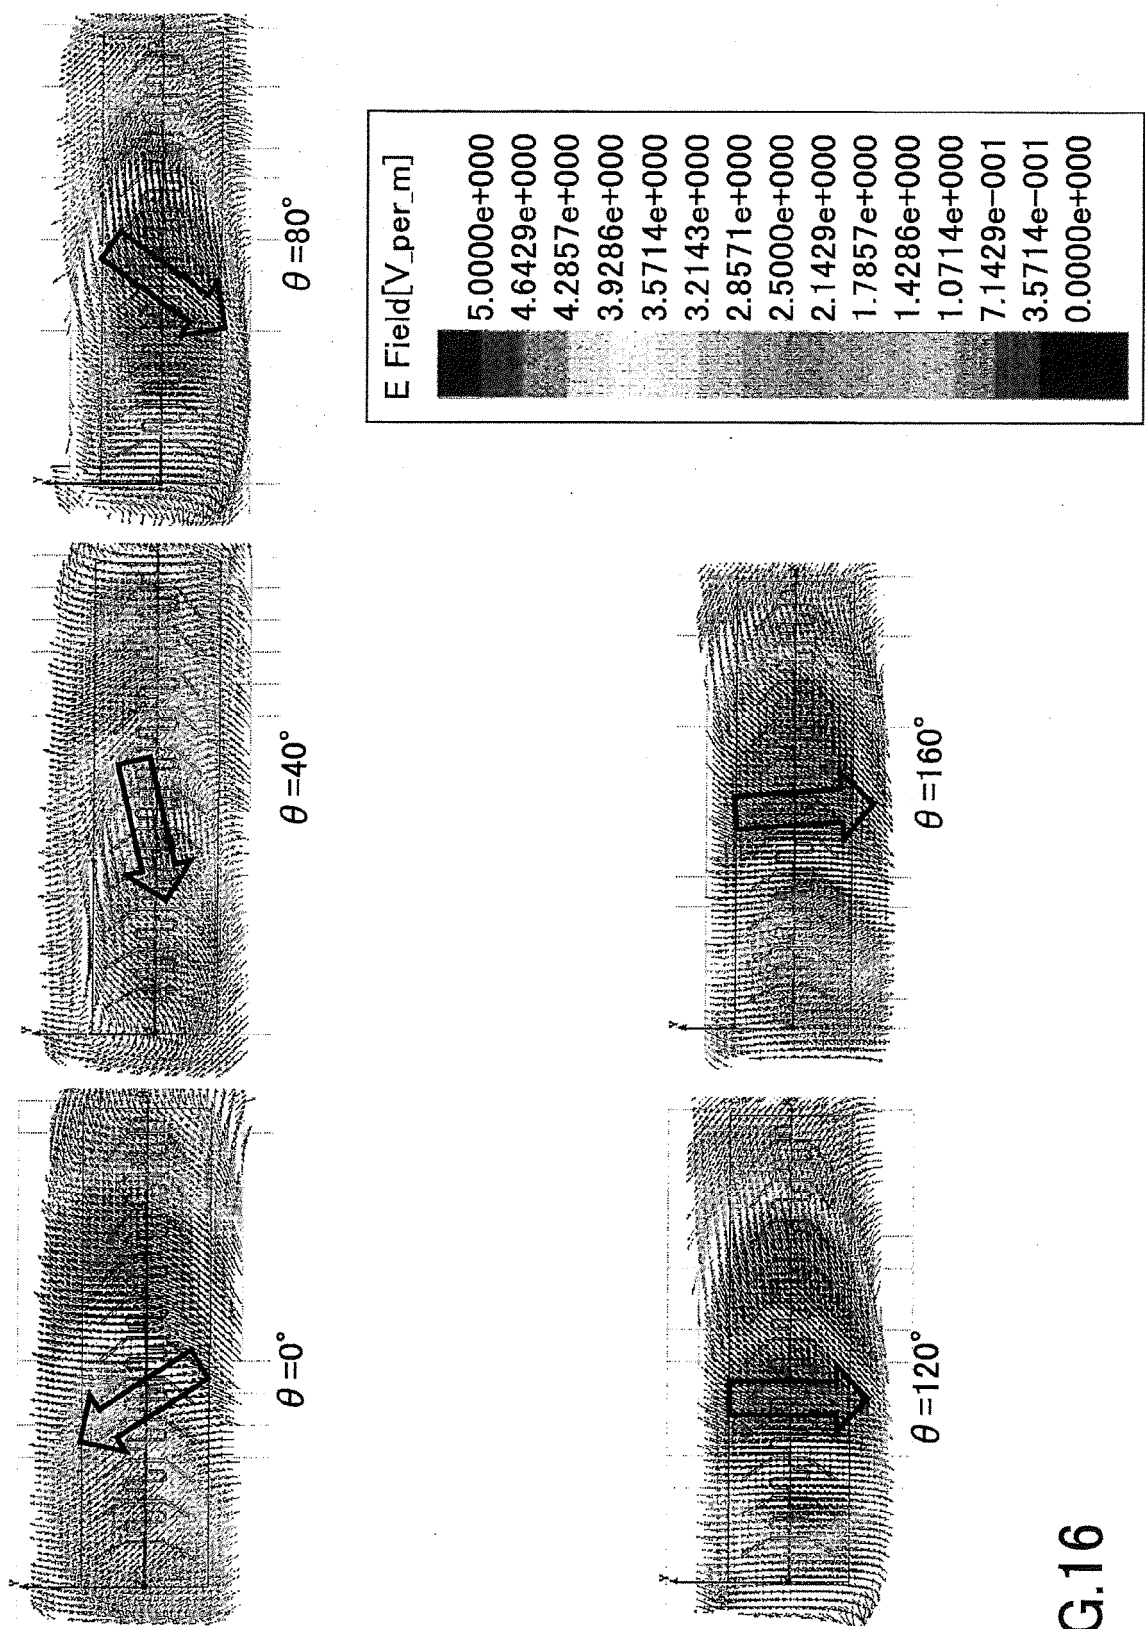 θ=0°
θ=40°
θ=80°
θ=120°
θ=160°
E Field[V_per_m]
5.0000e+000
4.6429e+000
4.2857e+000
3.9286e+000
3.5714e+000
3.2143e+000
2.8571e+000
2.5000e+000
2.1429e+000
1.7857e+000
1.4286e+000
1.0714e+000
7.1429e-001
3.5714e-001
0.0000e+000
Y
Y
Y
Y
Y
G.16